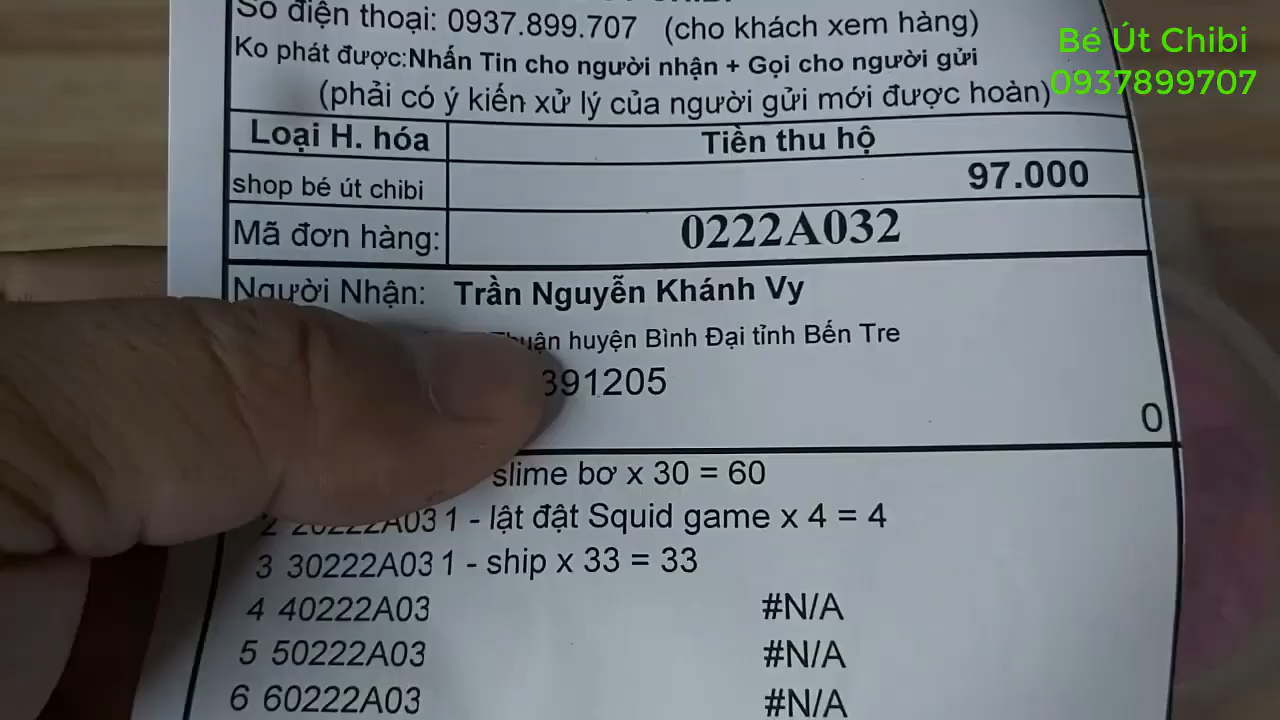 Số điện thoại: 0937.899.707 (cho khách xem hàng)
Bé Út Chibi
0937899707
Ko phát được:Nhấn Tin cho người nhận + Gọi cho người gửi
(phải có ý kiến xử lý của người gửi mới được hoàn)
Loại H. hóa Tiền thu hộ
shop bé út chibi 97.000
Mã đơn hàng: 0222A032
Người Nhận: Trần Nguyễn Khánh Vy
Thuận huyện Bình Đại tỉnh Bến Tre
391205
0
slime bơ x 30 = 60
2 20222A03 1 - lật đật Squid game x 4 = 4
3 30222A03 1 - ship x 33 = 33
4 40222A03 #N/A
5 50222A03 #N/A
6 60222A03 #N/A